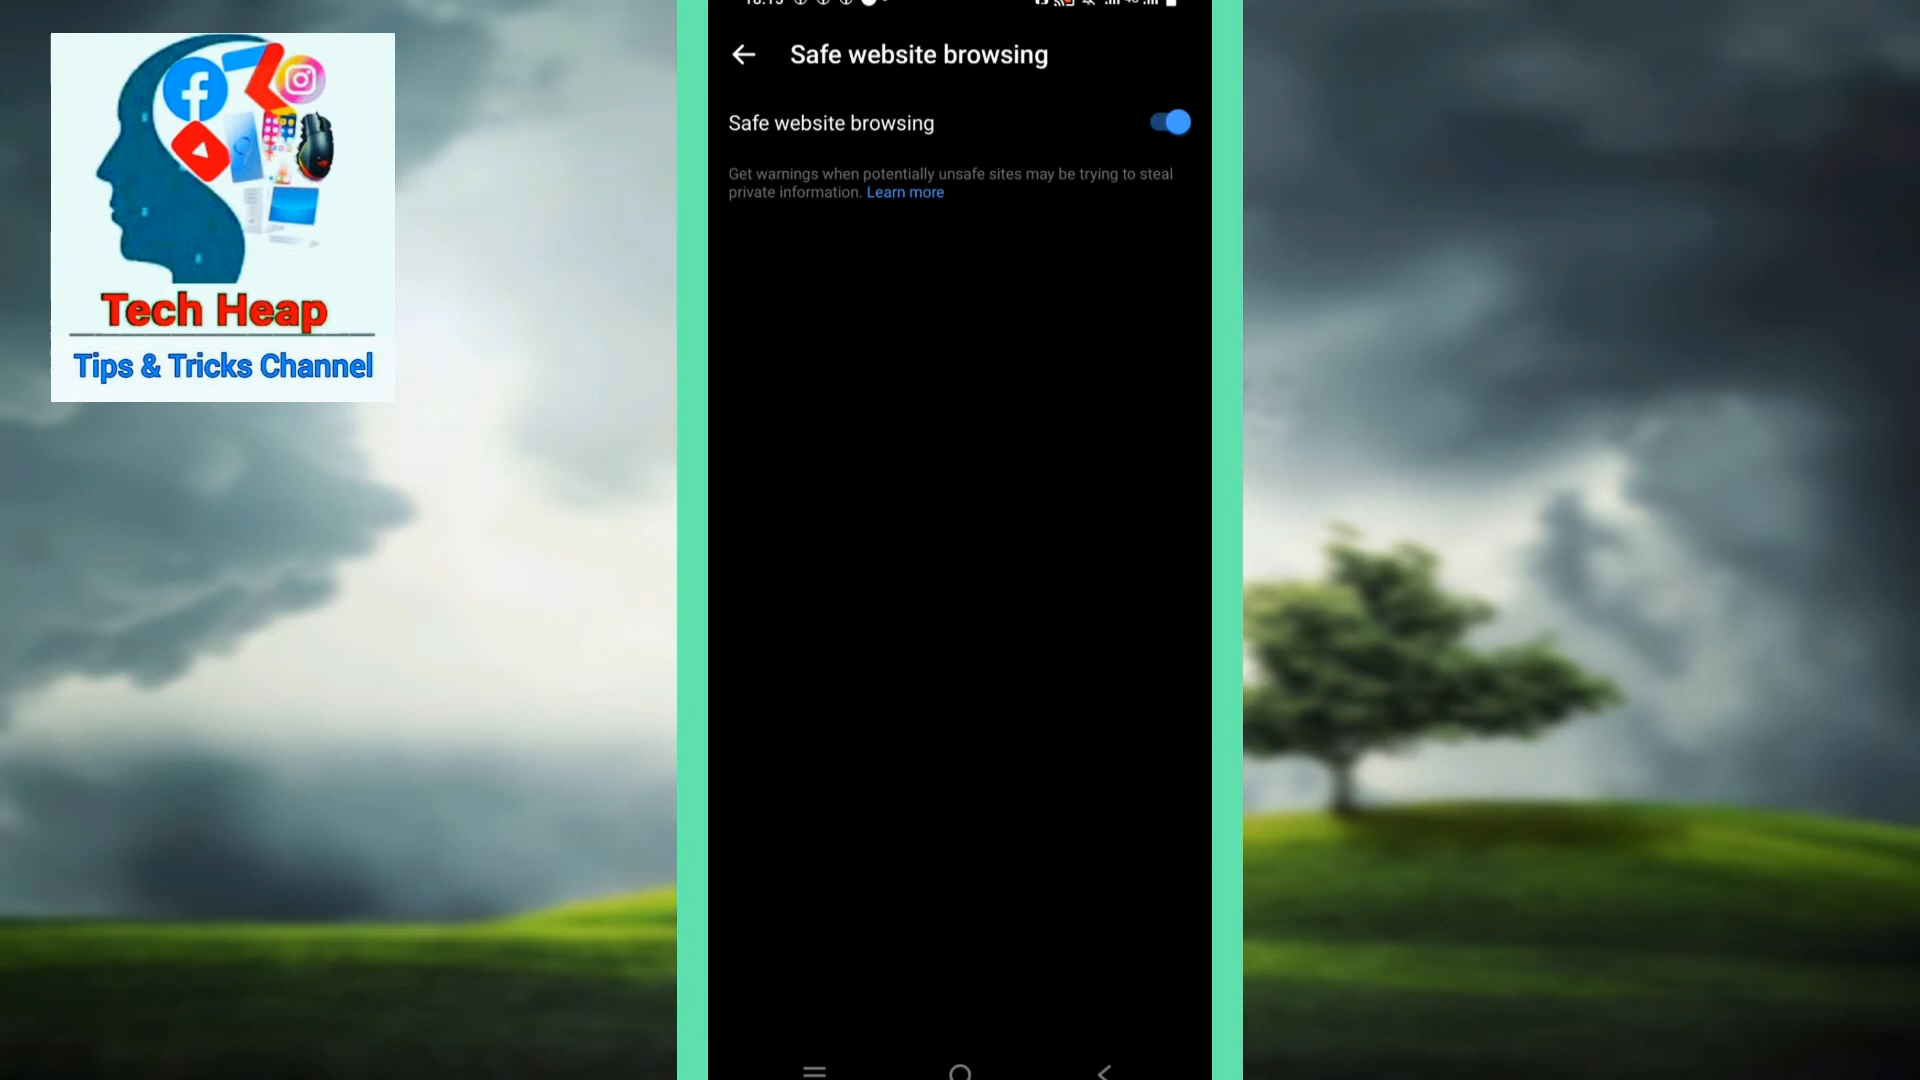 Safe website browsing
Safe website browsing
Get warnings when potentially unsafe sites may be trying to steal
private information. Learn more
Tech Heap
Tips & Tricks Channel